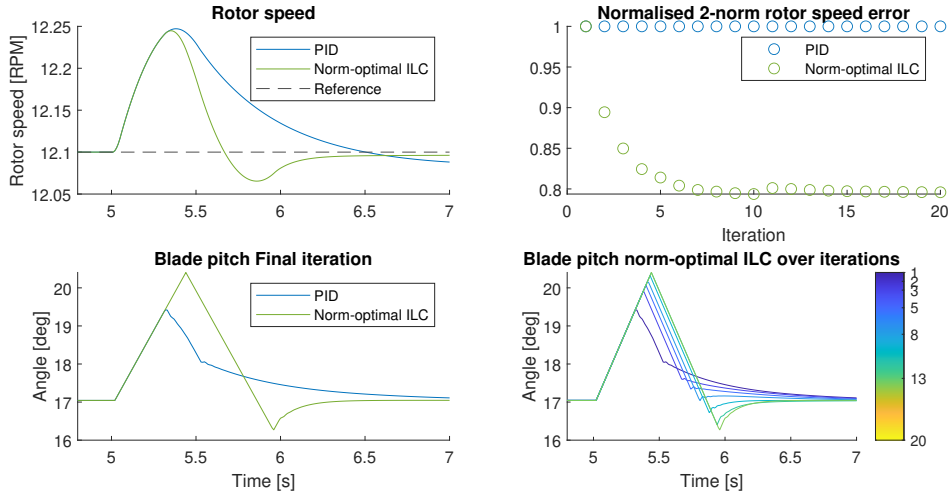 Rotor speed
Rotor speed [RPM]
12.25
12.2
12.15
12.1
12.05
PID
Norm-optimal ILC
Reference
5
5.5
6
6.5
7
Normalised 2-norm rotor speed error
1
0.95
0.9
0.85
0.8
PID
Norm-optimal ILC
0
5
10
15
20
Iteration
Blade pitch Final iteration
Angle [deg]
20
19
18
17
16
PID
Norm-optimal ILC
5
5.5
6
6.5
7
Time [s]
Blade pitch norm-optimal ILC over iterations
Angle [deg]
20
19
18
17
16
5
5.5
6
6.5
7
Time [s]
1
2
3
5
8
13
20